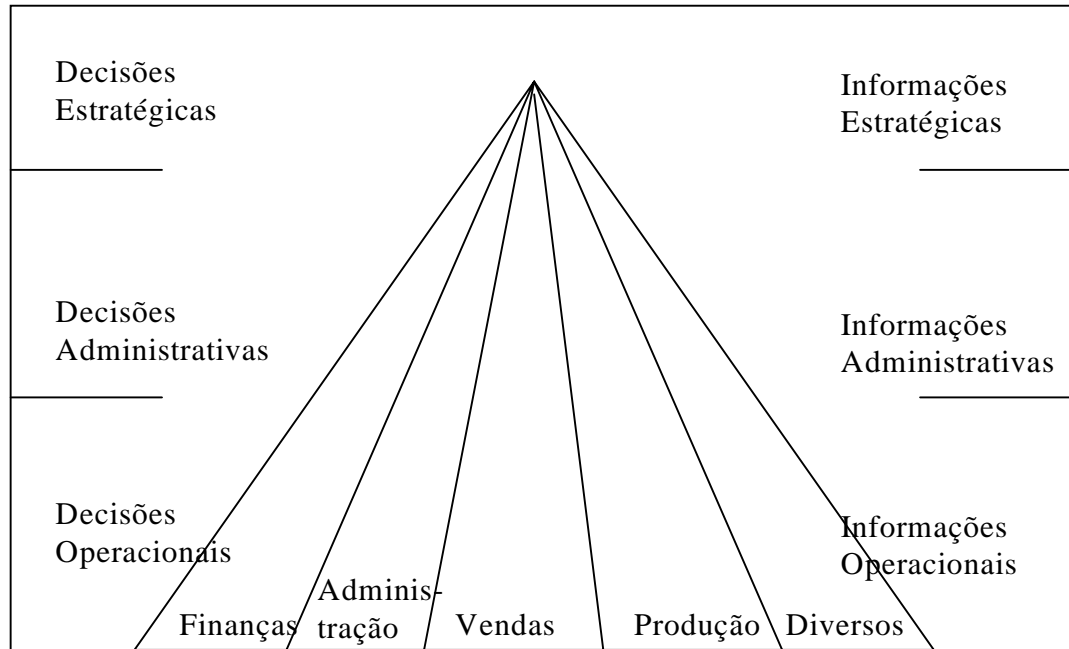 Decisões
Estratégicas
Informações
Estratégicas
Decisões
Administrativas
Informações
Administrativas
Decisões
Operacionais
Informações
Operacionais
Finanças
Adminis-
tração
Vendas
Produção
Diversos